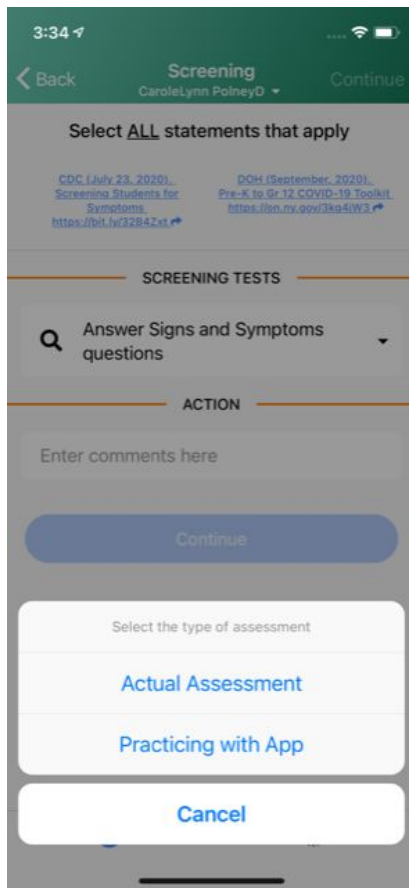 3:34
Back
Screening
Continue
CaroleLynn PolneyD
Select ALL statements that apply
CDC (July 23, 2020).
Screening Students for
Symptoms
https://bit.ly/32B4Zxt
DOH (September, 2020).
Pre-K to Gr 12 COVID-19 Toolkit
https://on.ny.gov/3kq4iW3
SCREENING TESTS
Answer Signs and Symptoms
questions
ACTION
Enter comments here
Continue
Select the type of assessment
Actual Assessment
Practicing with App
Cancel